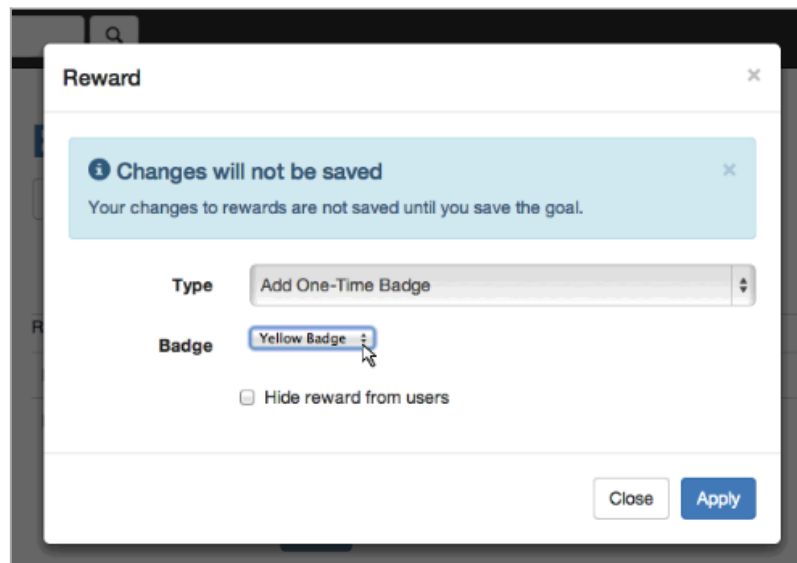 Reward
Changes will not be saved
Your changes to rewards are not saved until you save the goal.
Type Add One-Time Badge
Badge Yellow Badge
Hide reward from users
Close Apply